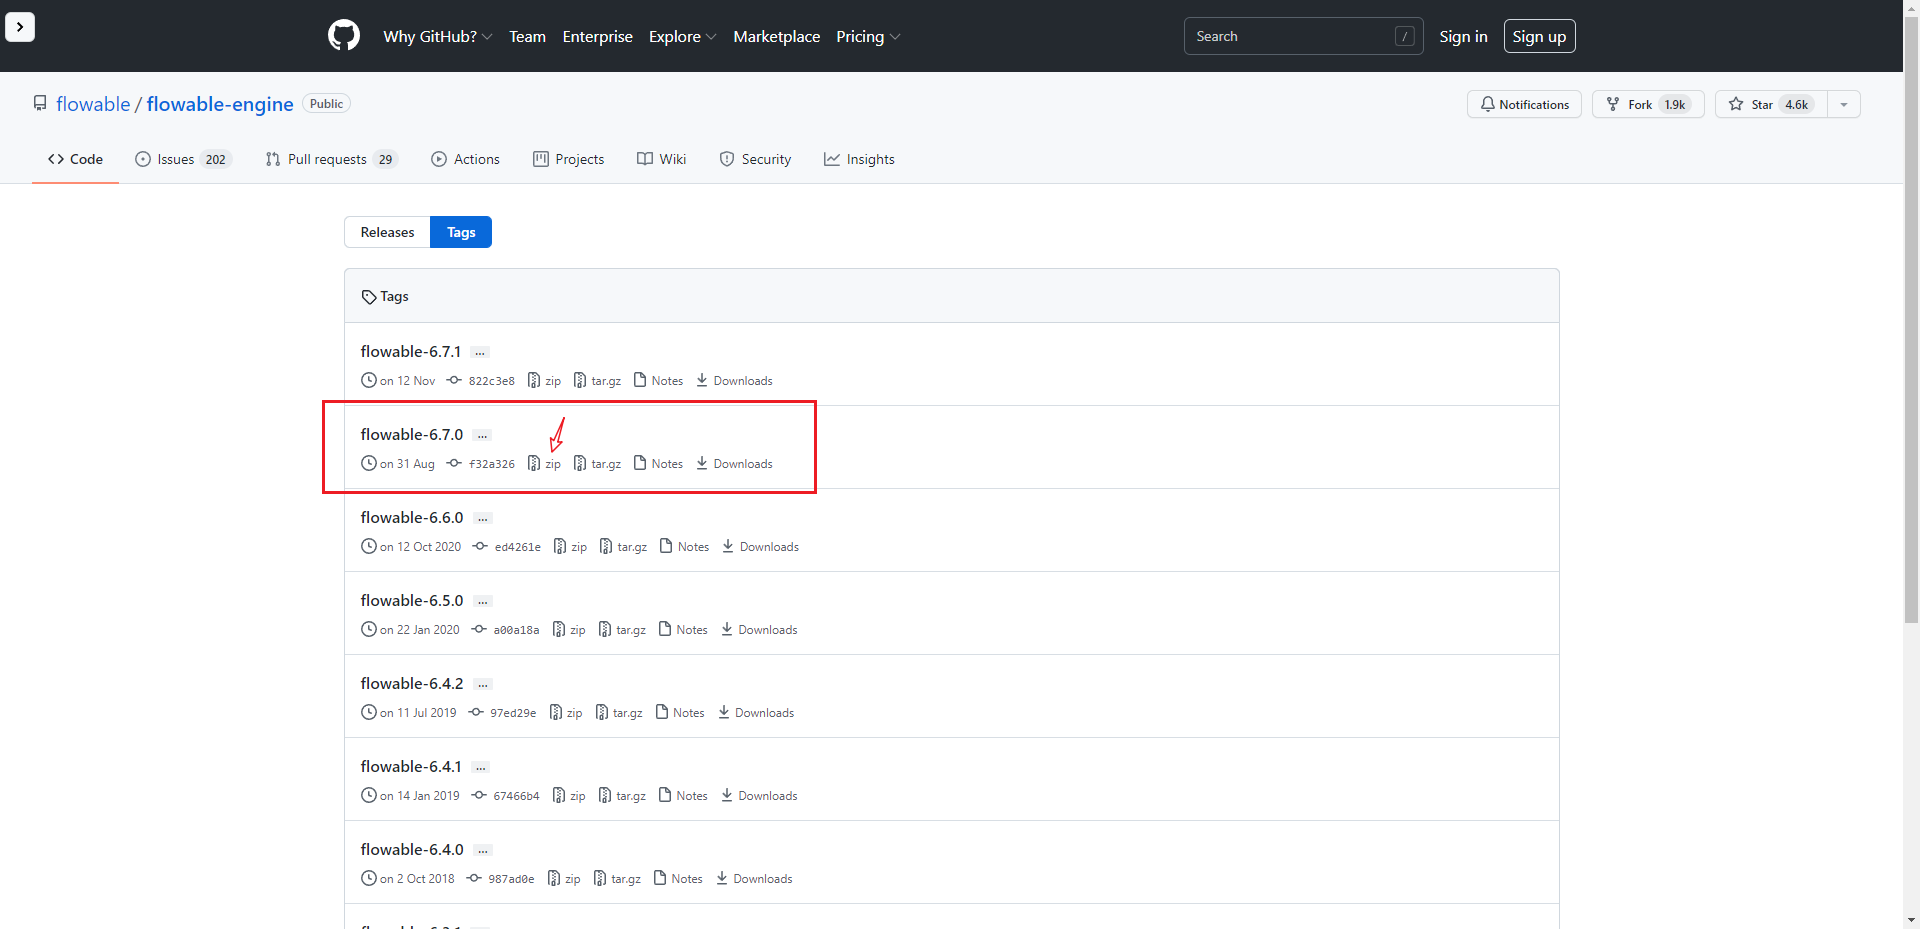 Why GitHub? Team Enterprise Explore Marketplace Pricing Search / Sign in Sign up
flowable / flowable-engine Public Notifications Fork 1.9k Star 4.6k
Code Issues 202 Pull requests 29 Actions Projects Wiki Security Insights
Releases Tags
Tags
flowable-6.7.1 ...
on 12 Nov 822c3e8 zip tar.gz Notes Downloads
flowable-6.7.0 ...
on 31 Aug f32a326 zip tar.gz Notes Downloads
flowable-6.6.0 ...
on 12 Oct 2020 ed4261e zip tar.gz Notes Downloads
flowable-6.5.0 ...
on 22 Jan 2020 a00a18a zip tar.gz Notes Downloads
flowable-6.4.2 ...
on 11 Jul 2019 97ed29e zip tar.gz Notes Downloads
flowable-6.4.1 ...
on 14 Jan 2019 67466b4 zip tar.gz Notes Downloads
flowable-6.4.0 ...
on 2 Oct 2018 987ad0e zip tar.gz Notes Downloads